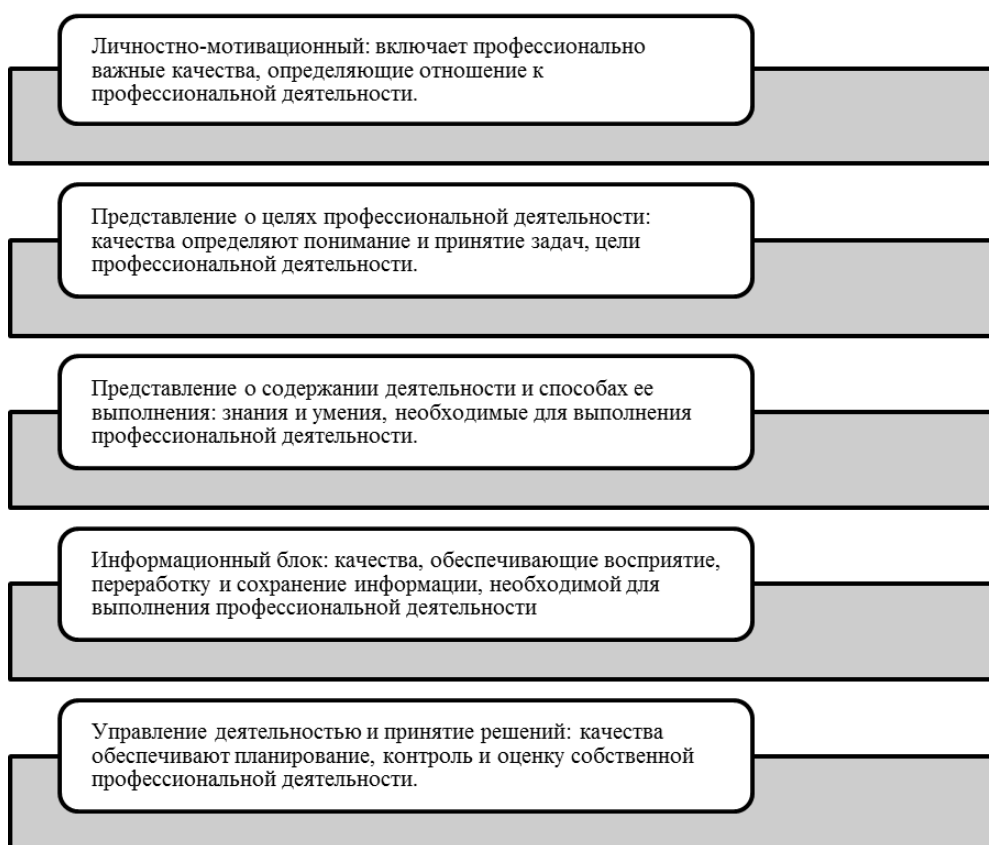 Личностно-мотивационный: включает профессионально
важные качества, определяющие отношение к
профессиональной деятельности.
Представление о целях профессиональной деятельности:
качества определяют понимание и принятие задач, цели
профессиональной деятельности.
Представление о содержании деятельности и способах ее
выполнения: знания и умения, необходимые для выполнения
профессиональной деятельности.
Информационный блок: качества, обеспечивающие восприятие,
переработку и сохранение информации, необходимой для
выполнения профессиональной деятельности
Управление деятельностью и принятие решений: качества
обеспечивают планирование, контроль и оценку собственной
профессиональной деятельности.